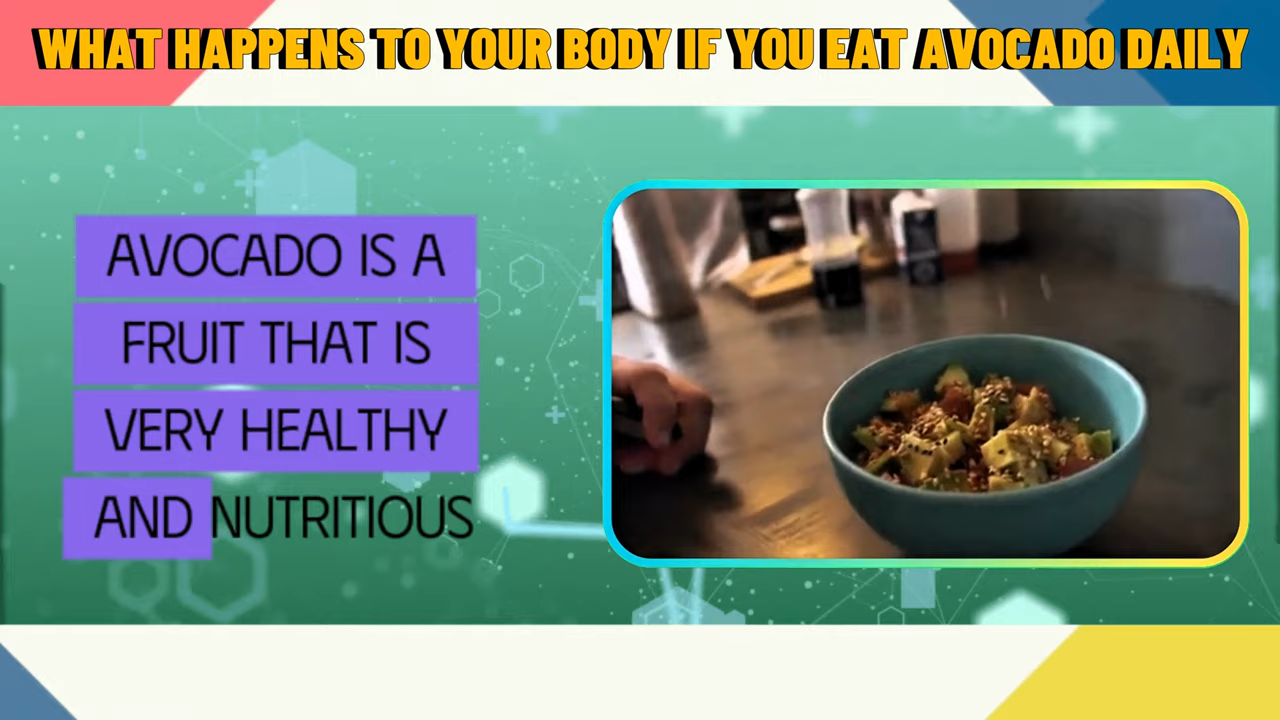 WHAT HAPPENS TO YOUR BODY IF YOU EAT AVOCADO DAILY
AVOCADO IS A
FRUIT THAT IS
VERY HEALTHY
AND NUTRITIOUS